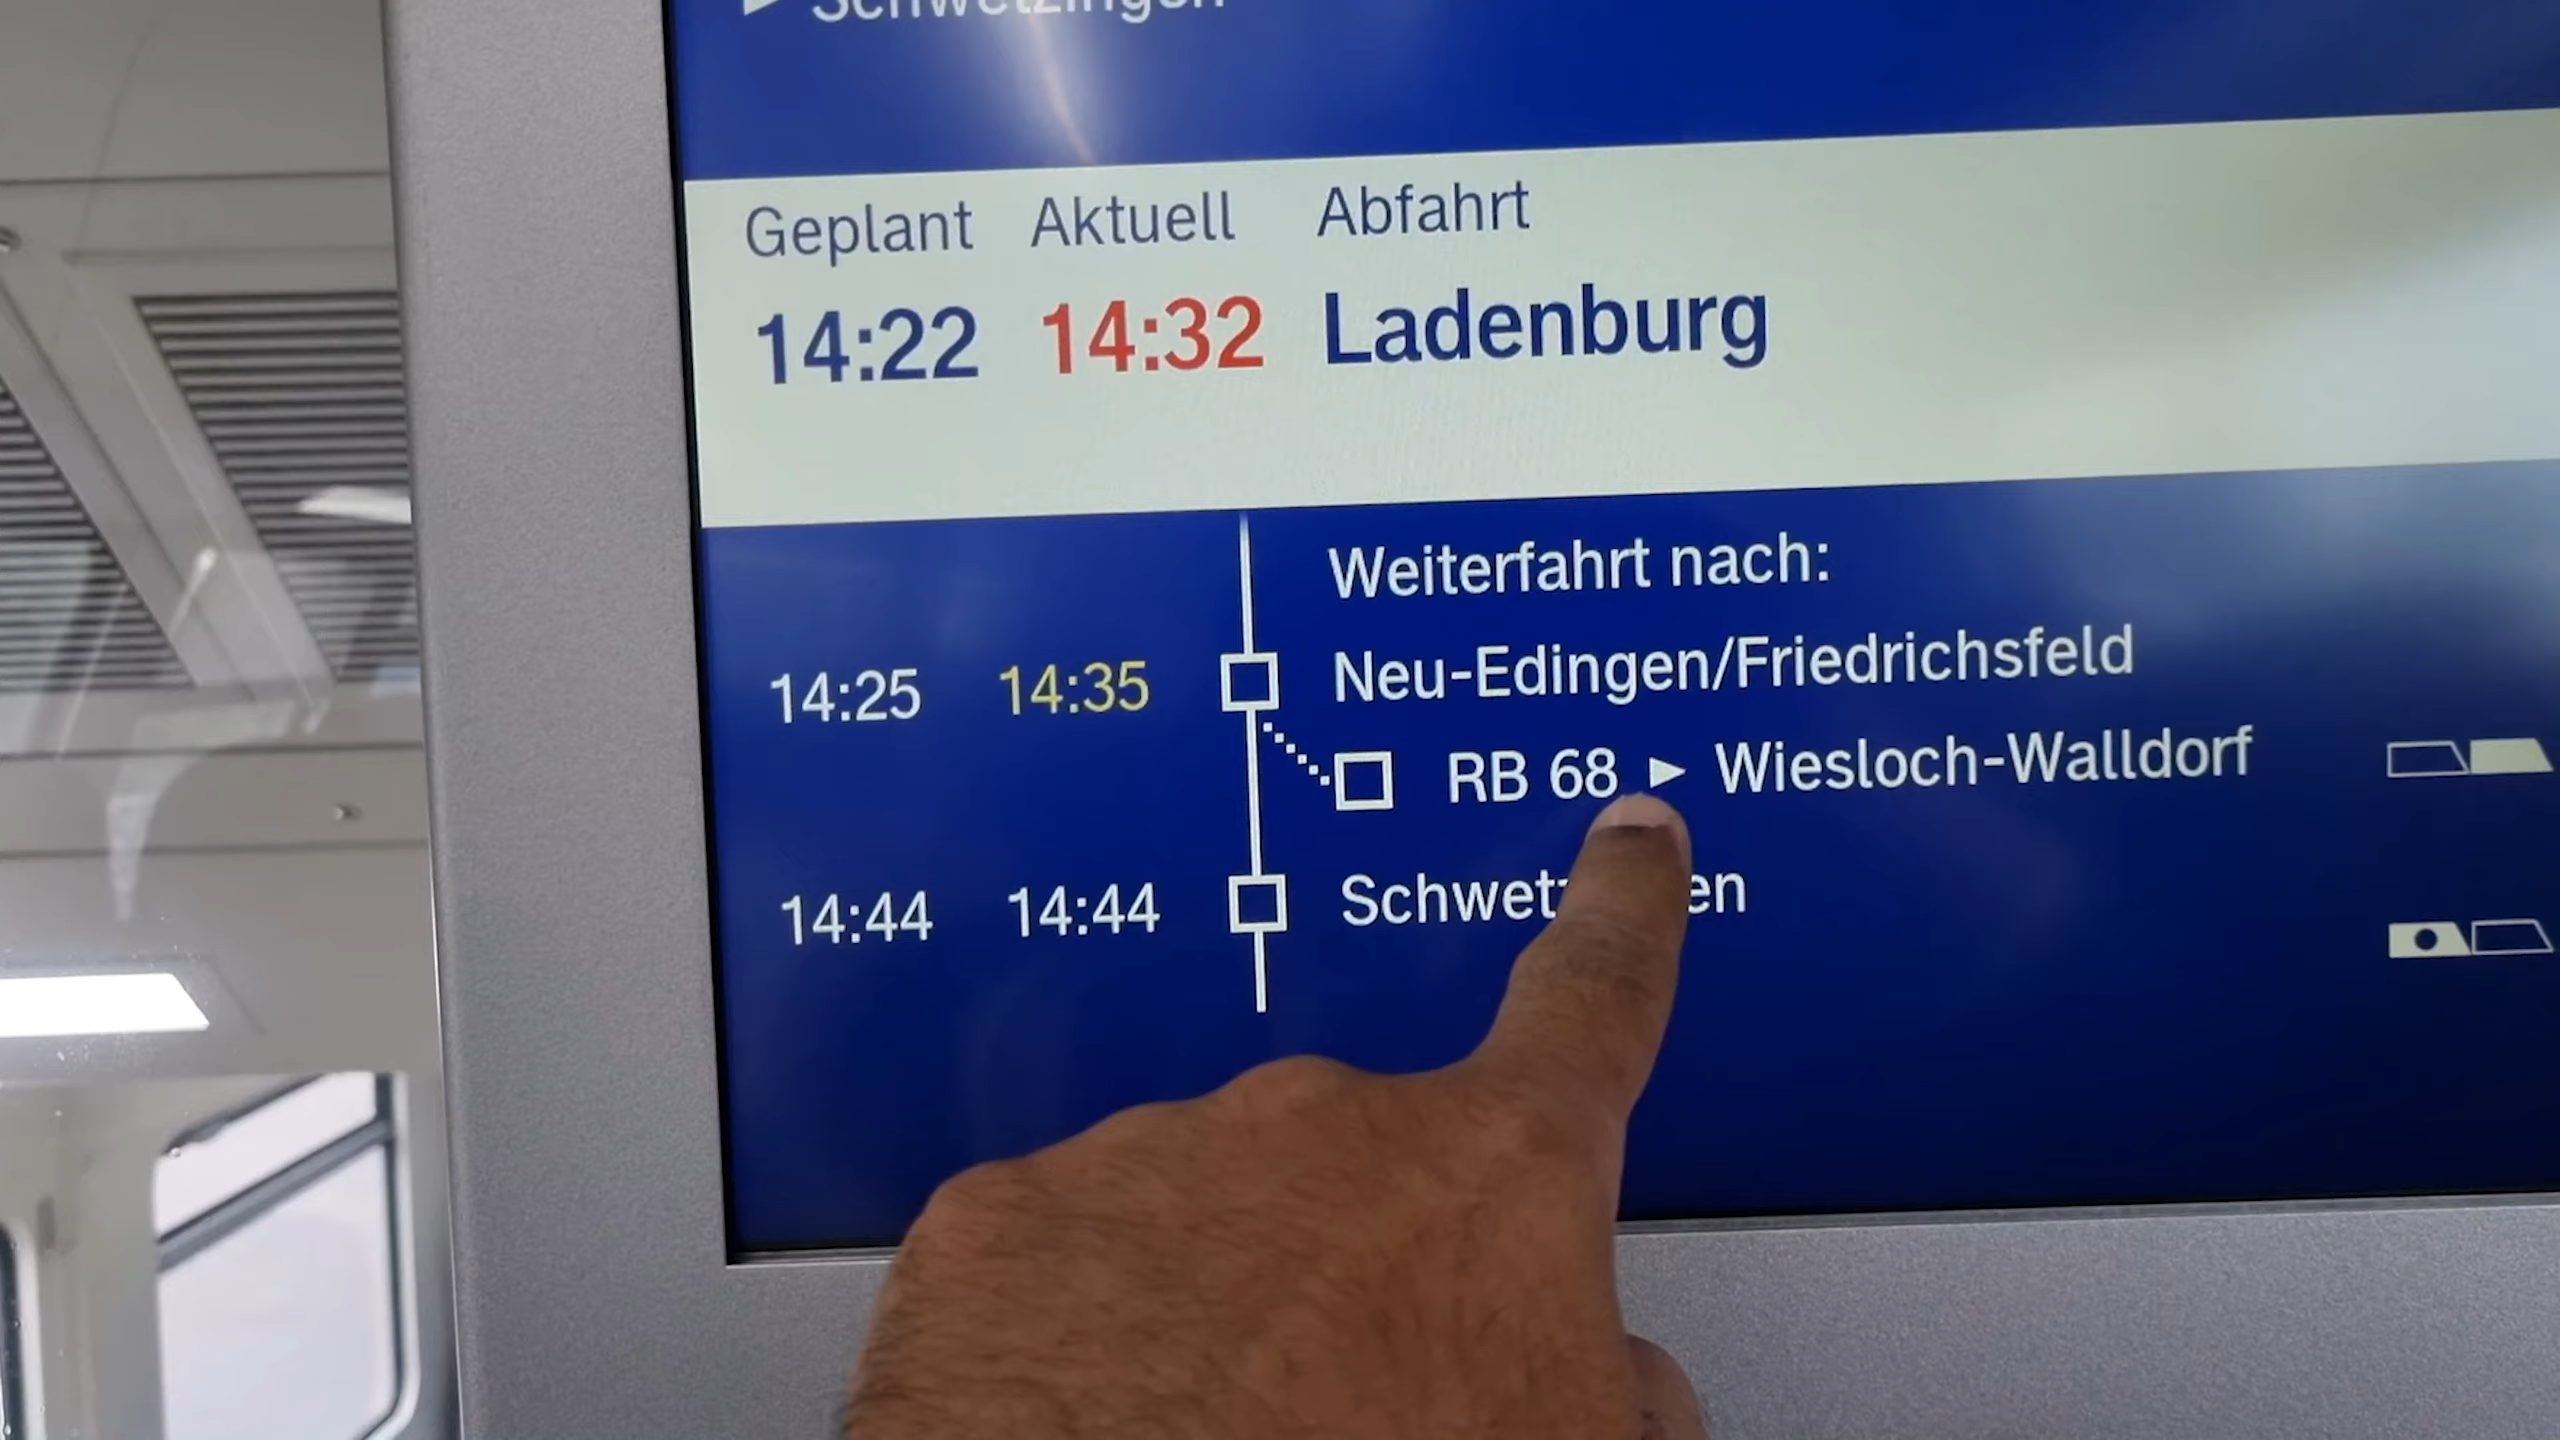 Schwetzingen
Geplant Aktuell Abfahrt
14:22 14:32 Ladenburg
Weiterfahrt nach:
14:25 14:35 Neu-Edingen/Friedrichsfeld
RB 68 ► Wiesloch-Walldorf
14:44 14:44